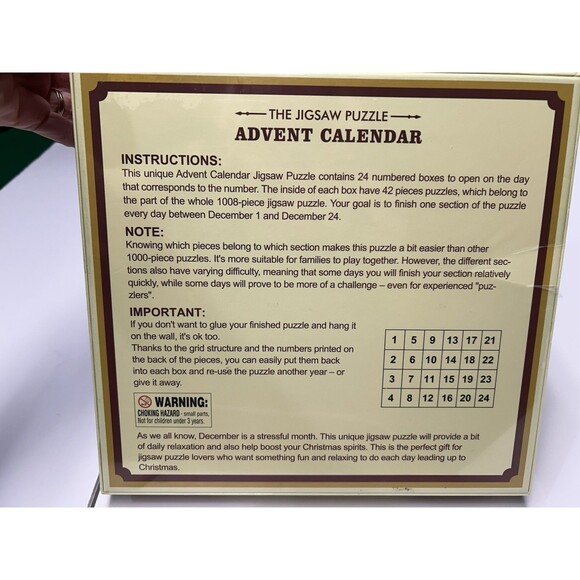 THE JIGSAW PUZZLE
ADVENT CALENDAR
INSTRUCTIONS:
This unique Advent Calendar Jigsaw Puzzle contains 24 numbered boxes to open on the day
that corresponds to the number. The inside of each box have 42 pieces puzzles, which belong to
the part of the whole 1008-piece jigsaw puzzle. Your goal is to finish one section of the puzzle
every day between December 1 and December 24.
NOTE:
Knowing which pieces belong to which section makes this puzzle a bit easier than other
1000-piece puzzles. It's more suitable for families to play together. However, the different sec-
tions also have varying difficulty, meaning that some days you will finish your section relatively
quickly, while some days will prove to be more of a challenge – even for experienced "puz-
zlers".
IMPORTANT:
If you don't want to glue your finished puzzle and hang it
on the wall, it's ok too.
Thanks to the grid structure and the numbers printed on
the back of the pieces, you can easily put them back
into each box and re-use the puzzle another year – or
give it away.
1 5 9 13 17 21
2 6 10 14 18 22
3 7 11 15 19 23
4 8 12 16 20 24
WARNING:
CHOKING HAZARD - small parts,
Not for children under 3 years.
As we all know, December is a stressful month. This unique jigsaw puzzle will provide a bit
of daily relaxation and also help boost your Christmas spirits. This is the perfect gift for
jigsaw puzzle lovers who want something fun and relaxing to do each day leading up to
Christmas.